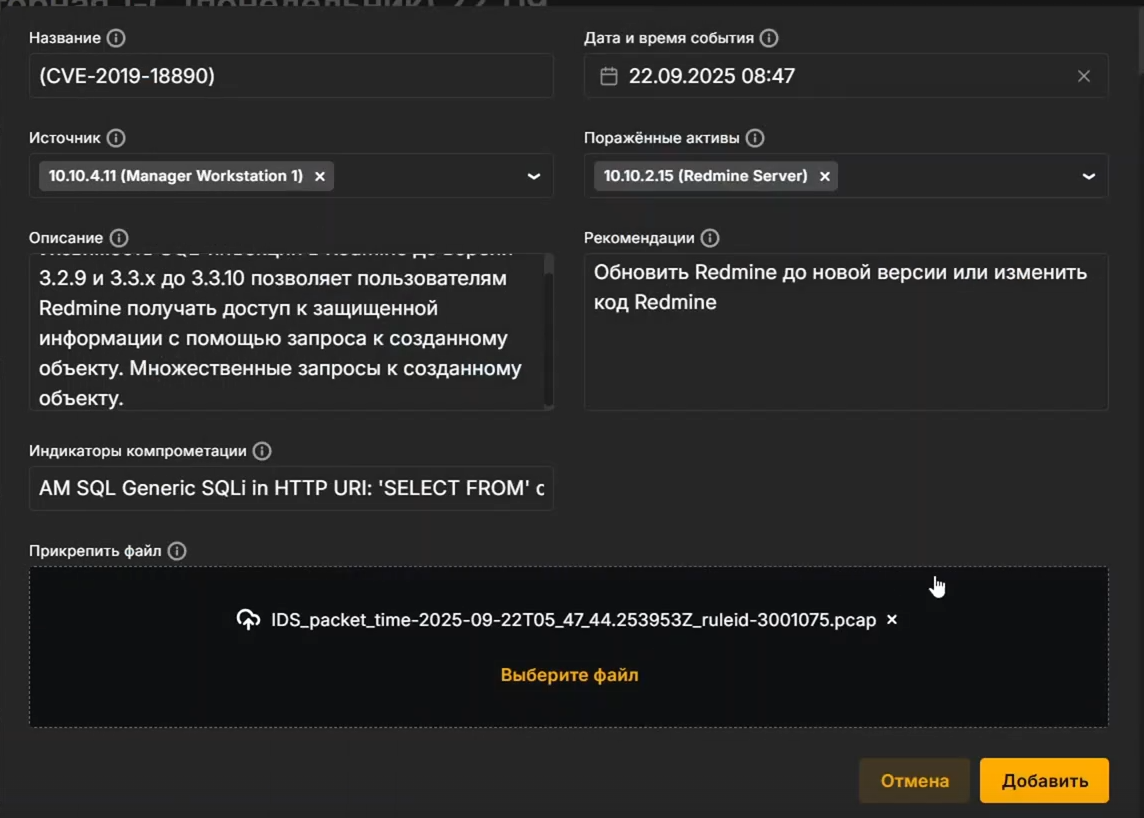 Название
Дата и время события
(CVE-2019-18890)
22.09.2025 08:47
Источник
Поражённые активы
10.10.4.11 (Manager Workstation 1)
10.10.2.15 (Redmine Server)
Описание
Рекомендации
3.2.9 и 3.3.x до 3.3.10 позволяет пользователям
Redmine получать доступ к защищенной
информации с помощью запроса к созданному
объекту. Множественные запросы к созданному
объекту.
Обновить Redmine до новой версии или изменить
код Redmine
Индикаторы компрометации
AM SQL Generic SQLi in HTTP URI: 'SELECT FROM'
Прикрепить файл
IDS_packet_time-2025-09-22T05_47_44.253953Z_ruleid-3001075.pcap
Выберите файл
Отмена
Добавить